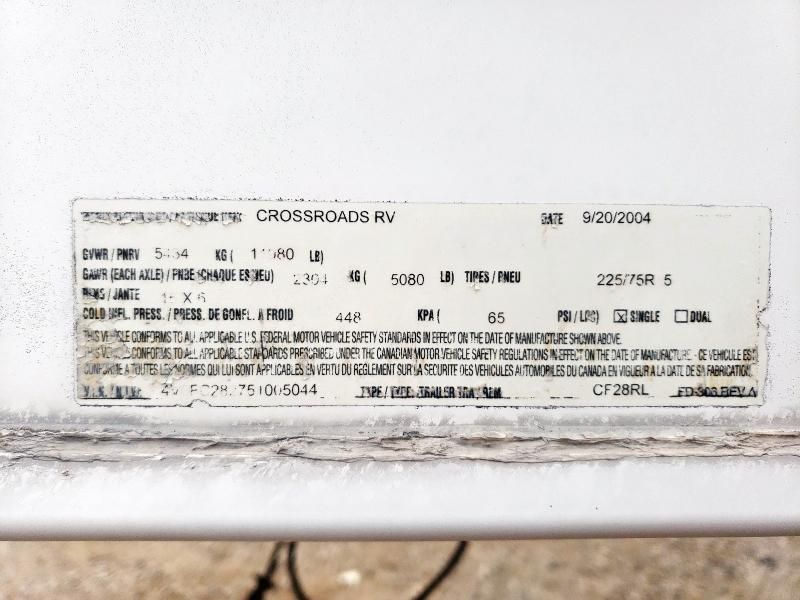 CROSSROADS RV DATE 9/20/2004
GVWR / PNRV KG ( LB)
GAWR (EACH AXLE) / PNBE (CHAQUE ESSIEU) KG ( 5080 LB) TIRES / PNEU 225/75R 5
RIMS / JANTE X 6
COLD INFL. PRESS. / PRESS. DE GONFL. A FROID 448 KPA ( 65 PSI / LPC) SINGLE DUAL
THIS VEHICLE CONFORMS TO ALL APPLICABLE U.S. FEDERAL MOTOR VEHICLE SAFETY STANDARDS IN EFFECT ON THE DATE OF MANUFACTURE SHOWN ABOVE.
THIS VEHICLE CONFORMS TO ALL APPLICABLE STANDARDS PRESCRIBED UNDER THE CANADIAN MOTOR VEHICLE SAFETY REGULATIONS IN EFFECT ON THE DATE OF MANUFACTURE - CE VEHICULE EST
CONFORME A TOUTES LES NORMES QUI LUI SONT APPLICABLES EN VERTU DU REGLEMENT SUR LA SECURITE DES VEHICULES AUTOMOBILES DU CANADA EN VIGUEUR A LA DATE DE SA FABRICATION.
TYPE / TYPE: TRAILER CF28RL FD-306 REV. A